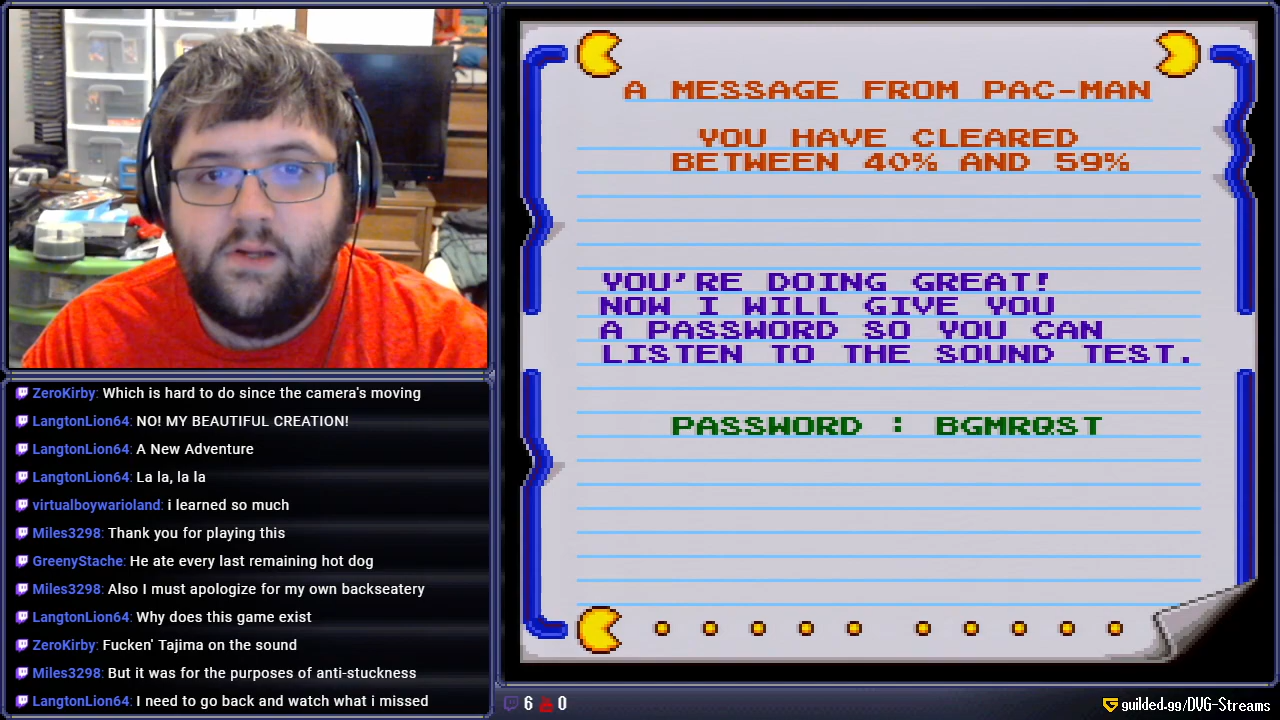 A MESSAGE FROM PAC-MAN
YOU HAVE CLEARED
BETWEEN 40% AND 59%
YOU'RE DOING GREAT!
NOW I WILL GIVE YOU
A PASSWORD SO YOU CAN
LISTEN TO THE SOUND TEST.
PASSWORD : BGMRQST
ZeroKirby: Which is hard to do since the camera's moving
LangtonLion64: NO! MY BEAUTIFUL CREATION!
LangtonLion64: A New Adventure
LangtonLion64: La la, la la
virtualboywarioland: i learned so much
Miles3298: Thank you for playing this
GreenyStache: He ate every last remaining hot dog
Miles3298: Also I must apologize for my own backseatery
LangtonLion64: Why does this game exist
ZeroKirby: Fucken' Tajima on the sound
Miles3298: But it was for the purposes of anti-stuckness
LangtonLion64: I need to go back and watch what i missed
6 0
guilded.gg/DVG-Streams